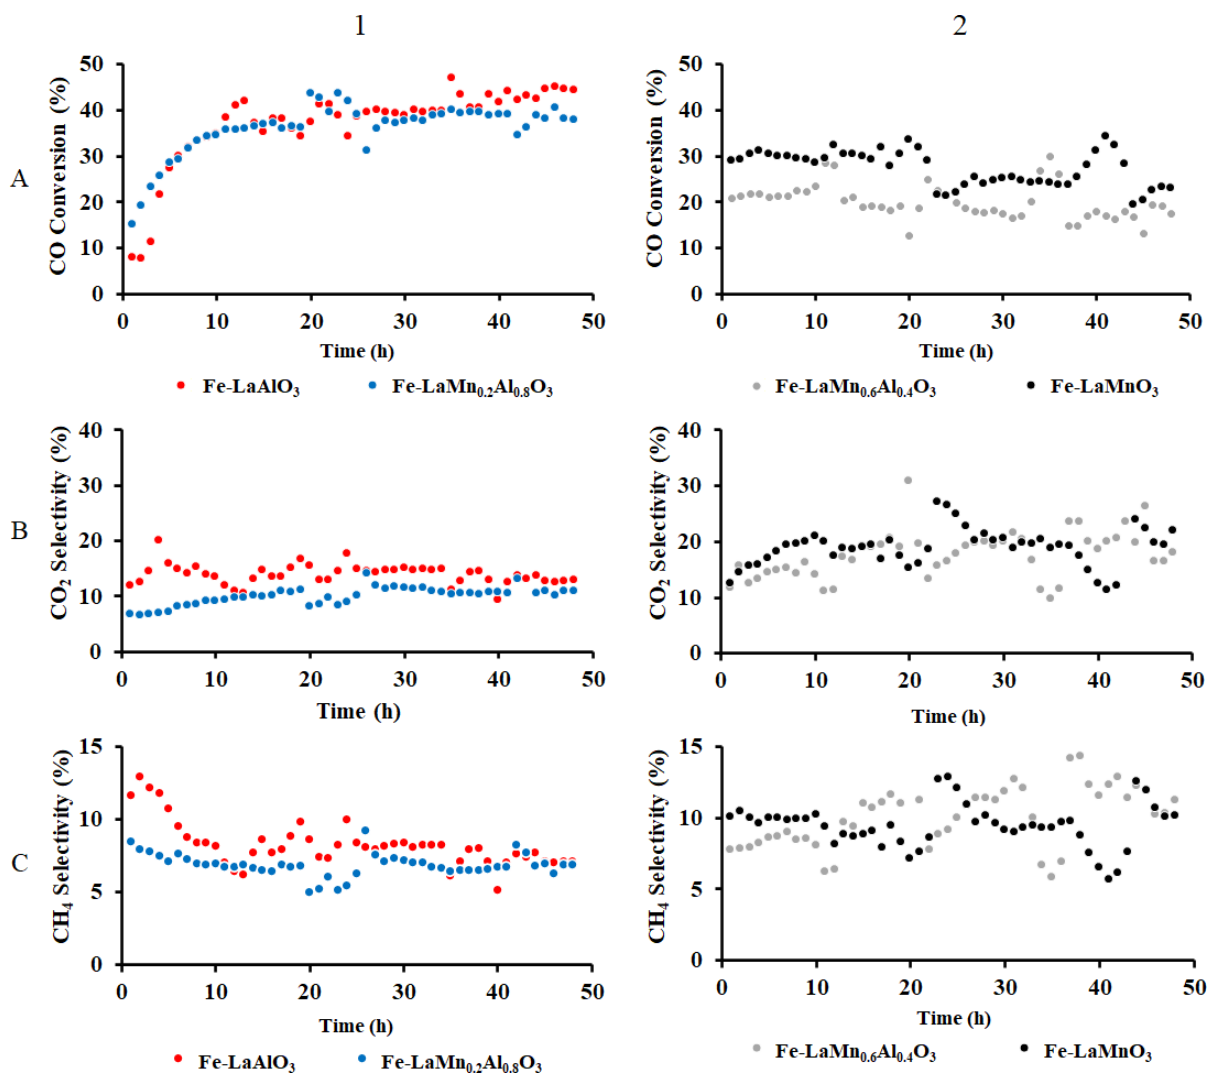 1
2
A
CO Conversion (%)
50
40
30
20
10
0
0 10 20 30 40 50
Time (h)
Fe-LaAlO₃ Fe-LaMn₀.₂Al₀.₈O₃
CO Conversion (%)
50
40
30
20
10
0
0 10 20 30 40 50
Time (h)
Fe-LaMn₀.₆Al₀.₄O₃ Fe-LaMnO₃
B
CO₂ Selectivity (%)
40
30
20
10
0
0 10 20 30 40 50
Time (h)
CO₂ Selectivity (%)
40
30
20
10
0
0 10 20 30 40 50
Time (h)
C
CH₄ Selectivity (%)
15
10
5
0
0 10 20 30 40 50
Time (h)
Fe-LaAlO₃ Fe-LaMn₀.₂Al₀.₈O₃
CH₄ Selectivity (%)
15
10
5
0
0 10 20 30 40 50
Time (h)
Fe-LaMn₀.₆Al₀.₄O₃ Fe-LaMnO₃